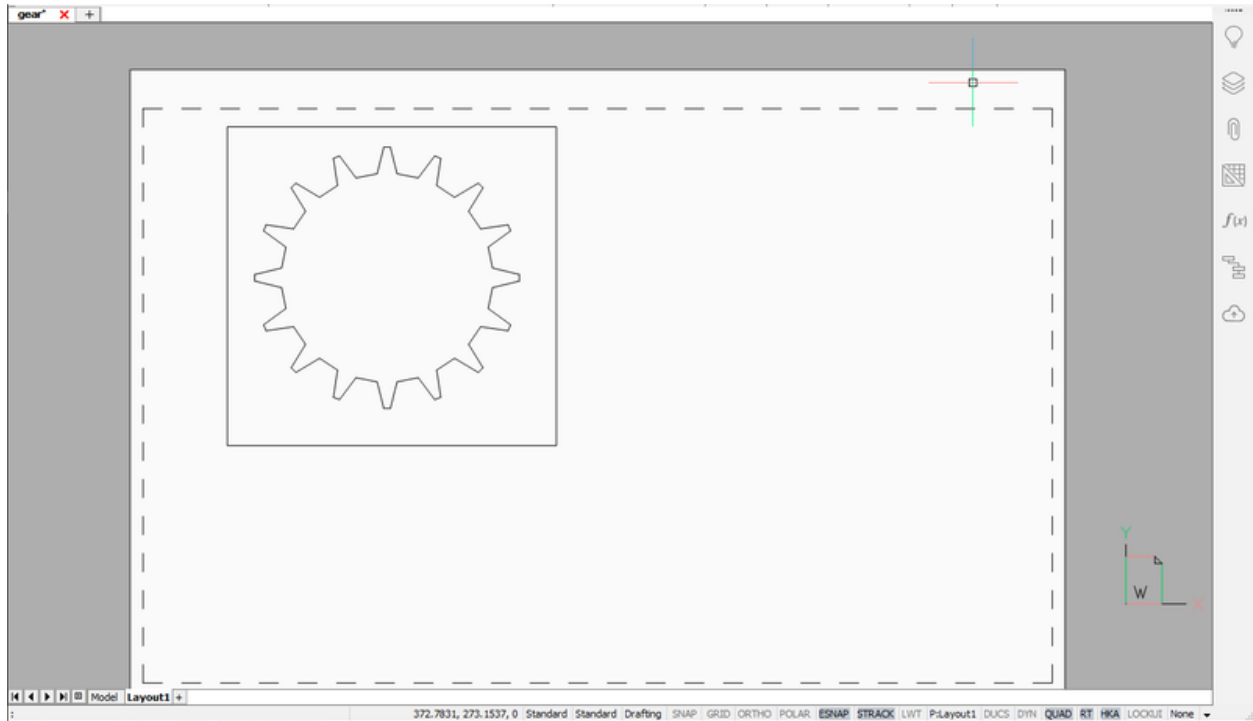 gear*
f(x)
Y
W
X
Model Layout1
: 372.7831, 273.1537, 0 Standard Standard Drafting SNAP GRID ORTHO POLAR ESNAP STRACK LWT P:Layout1 DUCS DYN QUAD RT HKA LOCKUI None